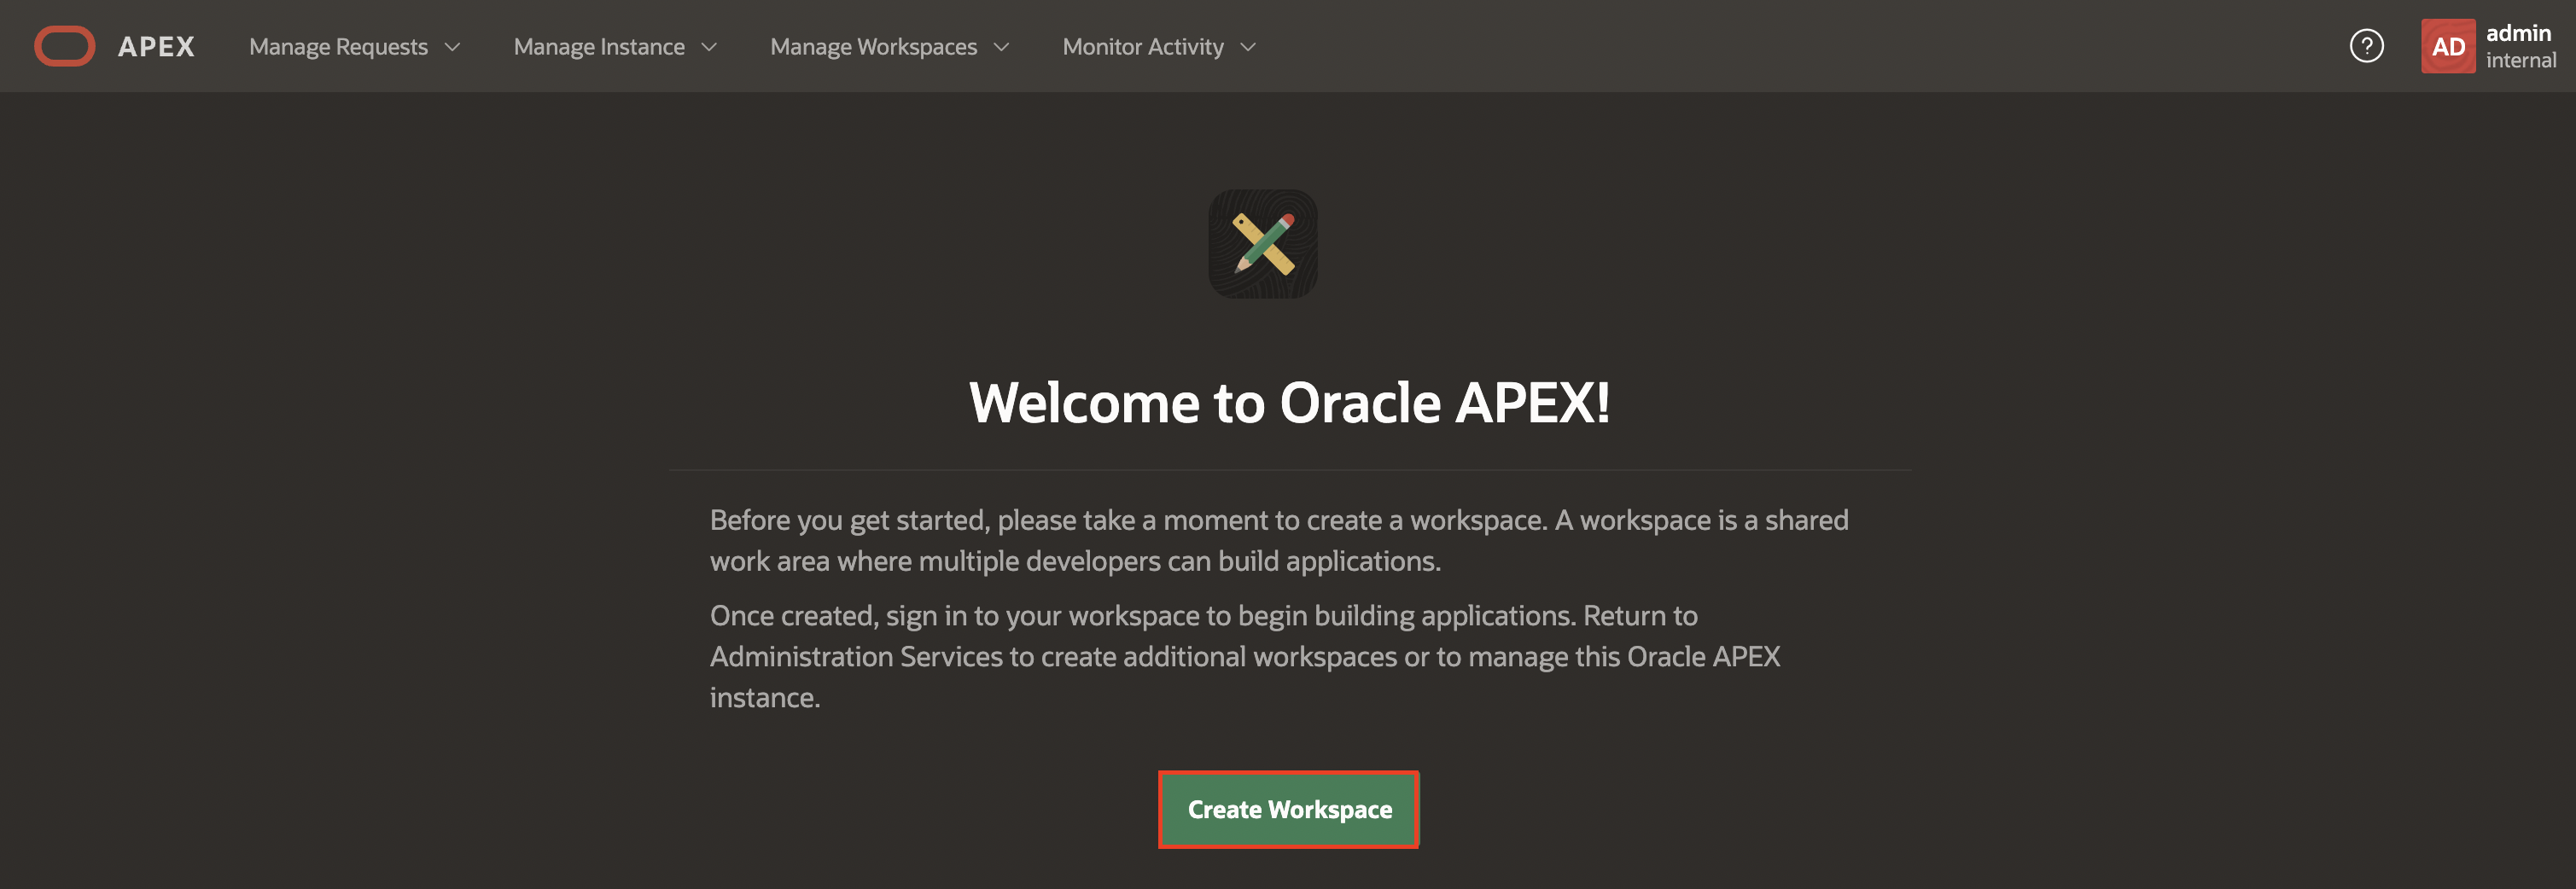 APEX
Manage Requests
Manage Instance
Manage Workspaces
Monitor Activity
?
AD
admin
internal
Welcome to Oracle APEX!
Before you get started, please take a moment to create a workspace. A workspace is a shared
work area where multiple developers can build applications.
Once created, sign in to your workspace to begin building applications. Return to
Administration Services to create additional workspaces or to manage this Oracle APEX
instance.
Create Workspace